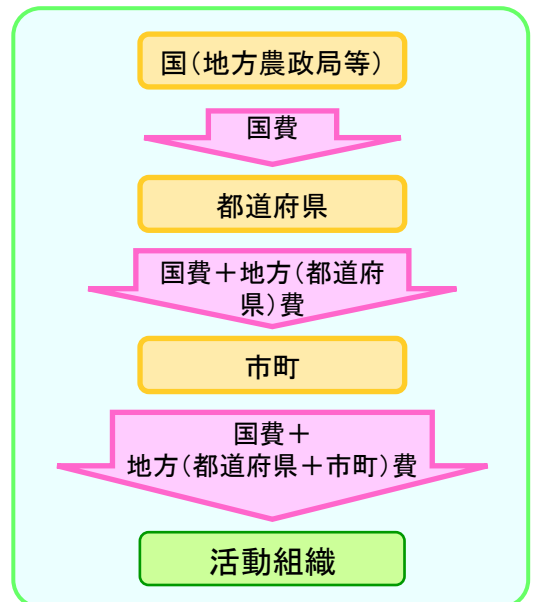 国(地方農政局等)
国費
都道府県
国費＋地方(都道府
県)費
市町
国費＋
地方(都道府県＋市町)費
活動組織